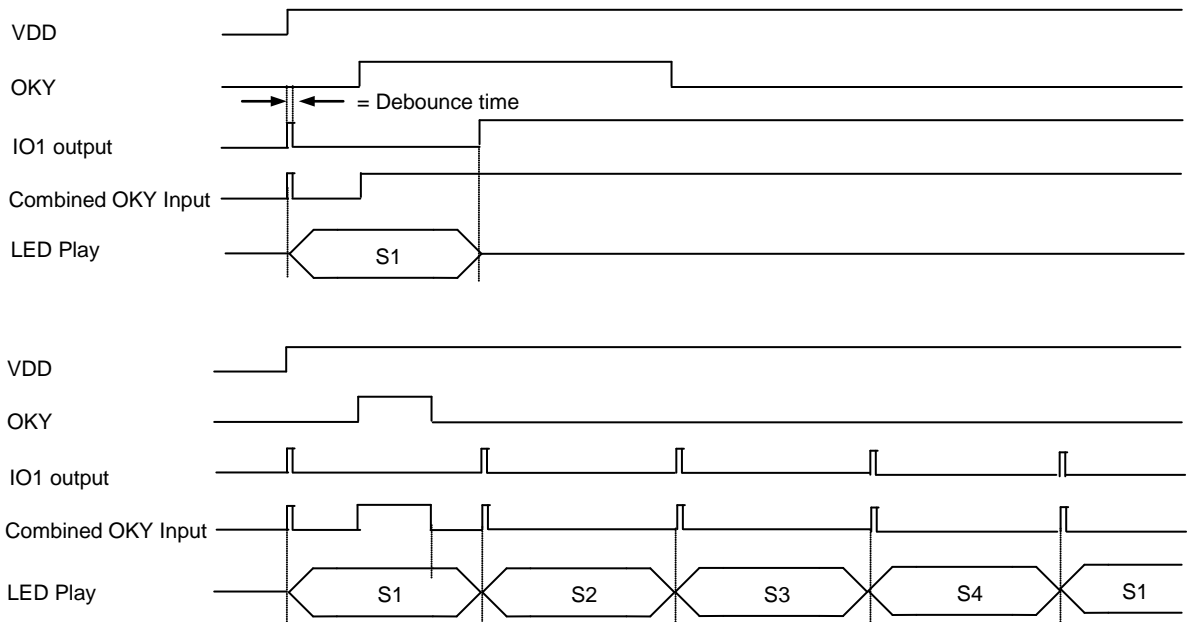 VDD
OKY
= Debounce time
IO1 output
Combined OKY Input
LED Play
S1
VDD
OKY
IO1 output
Combined OKY Input
LED Play
S1
S2
S3
S4
S1